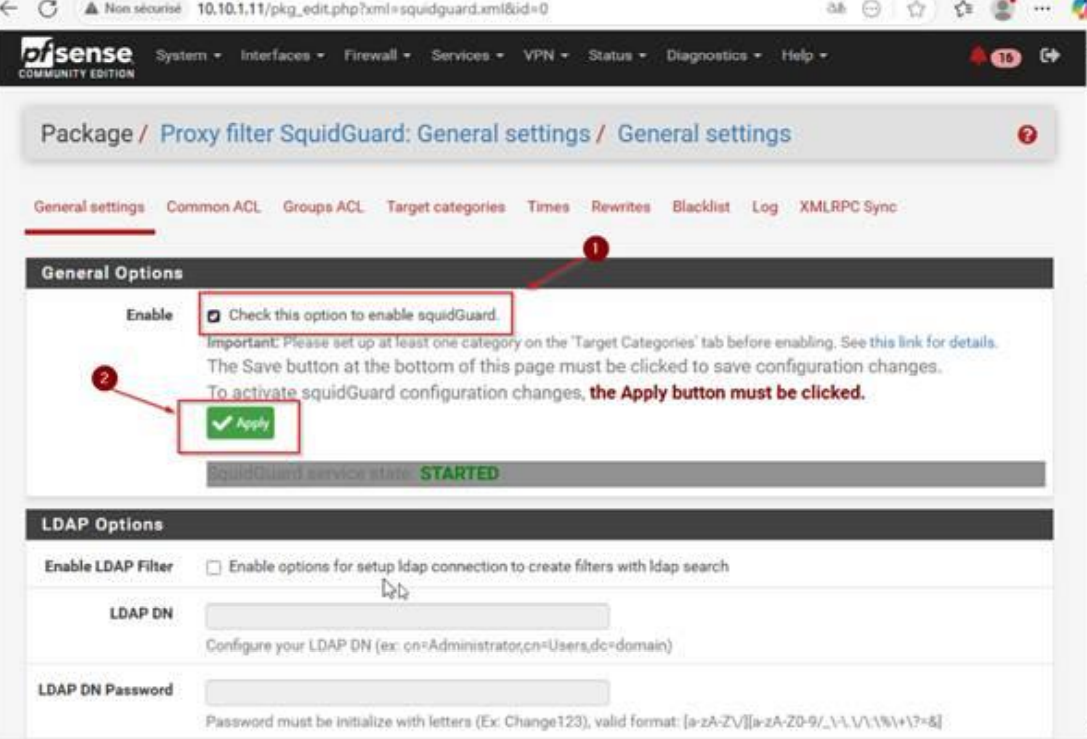 Non sécurisé 10.10.1.11/pkg_edit.php?xml=squidguard.xml&id=0
pfsense
COMMUNITY EDITION
System Interfaces Firewall Services VPN Status Diagnostics Help 16
Package / Proxy filter SquidGuard: General settings / General settings
General settings Common ACL Groups ACL Target categories Times Rewrites Blacklist Log XMLRPC Sync
1
General Options
Enable Check this option to enable squidGuard.
Important: Please set up at least one category on the 'Target Categories' tab before enabling. See this link for details.
The Save button at the bottom of this page must be clicked to save configuration changes.
2
To activate squidGuard configuration changes, the Apply button must be clicked.
Apply
SquidGuard service state: STARTED
LDAP Options
Enable LDAP Filter Enable options for setup ldap connection to create filters with ldap search
LDAP DN
Configure your LDAP DN (ex: cn=Administrator,cn=Users,dc=domain)
LDAP DN Password
Password must be initialize with letters (Ex: Change123), valid format: [a-zA-Z\/][a-zA-Z0-9/_\-\.\/\:\%\+\?=&]